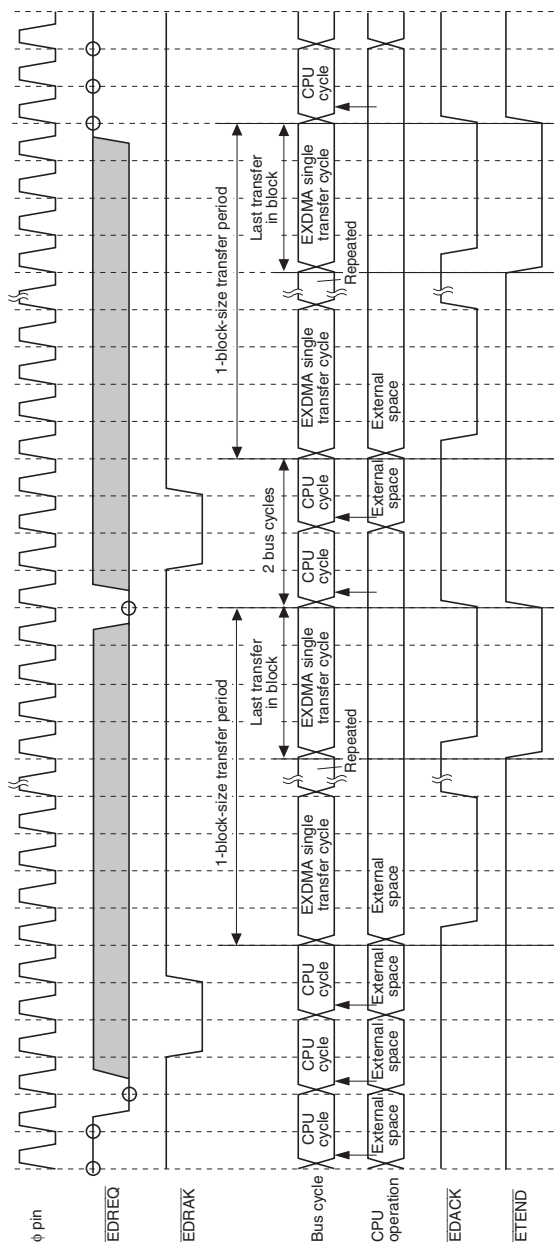 φ pin
EDREQ
EDRAK
1-block-size transfer period
1-block-size transfer period
Last transfer
in block
2 bus cycles
Last transfer
in block
Bus cycle
CPU
cycle
CPU
cycle
CPU
cycle
EXDMA single
transfer cycle
EXDMA single
transfer cycle
CPU
cycle
CPU
cycle
EXDMA single
transfer cycle
EXDMA single
transfer cycle
CPU
cycle
Repeated
Repeated
CPU
operation
External
space
External
space
External
space
External
space
External
space
External
space
EDACK
ETEND